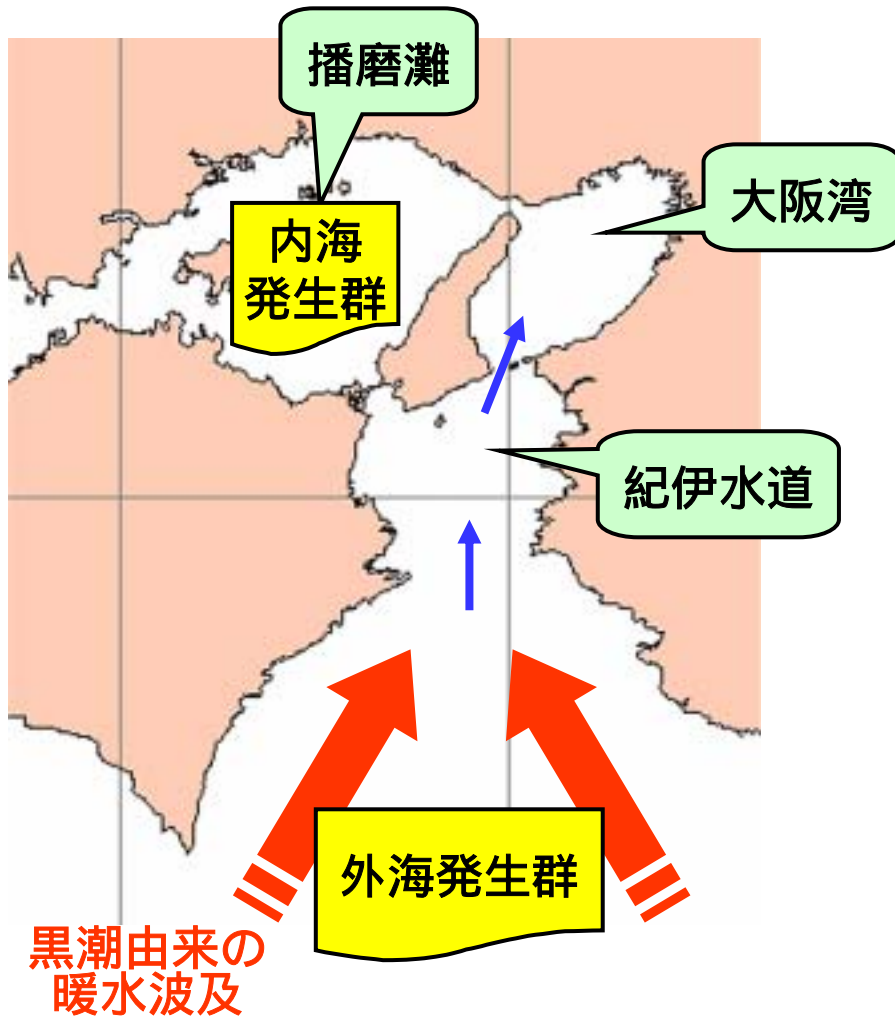 播磨灘
大阪湾
内海
発生群
紀伊水道
外海発生群
黒潮由来の
暖水波及